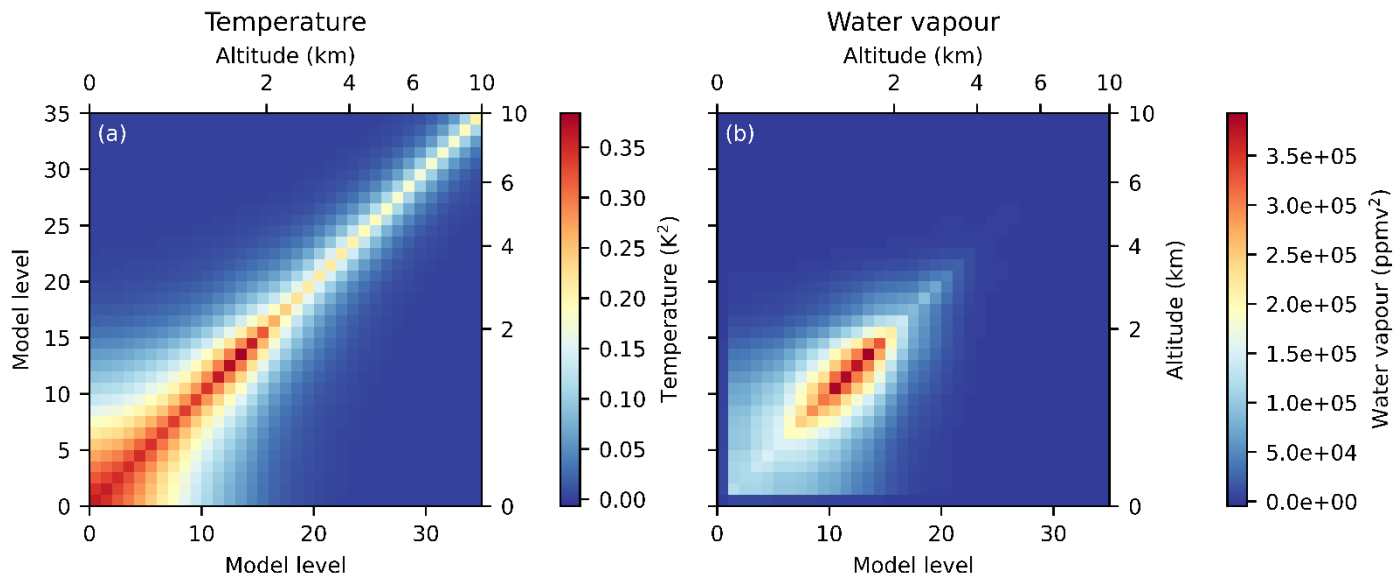 Temperature
Altitude (km)
0 2 4 6 10
(a)
35
30
25
20
15
10
5
0
Model level
10
6
4
2
0
0 10 20 30
Model level
0.35
0.30
0.25
0.20
0.15
0.10
0.05
0.00
Temperature (K²)
Water vapour
Altitude (km)
0 2 4 6 10
(b)
10
6
4
2
0
Altitude (km)
0 10 20 30
Model level
3.5e+05
3.0e+05
2.5e+05
2.0e+05
1.5e+05
1.0e+05
5.0e+04
0.0e+00
Water vapour (ppmv²)